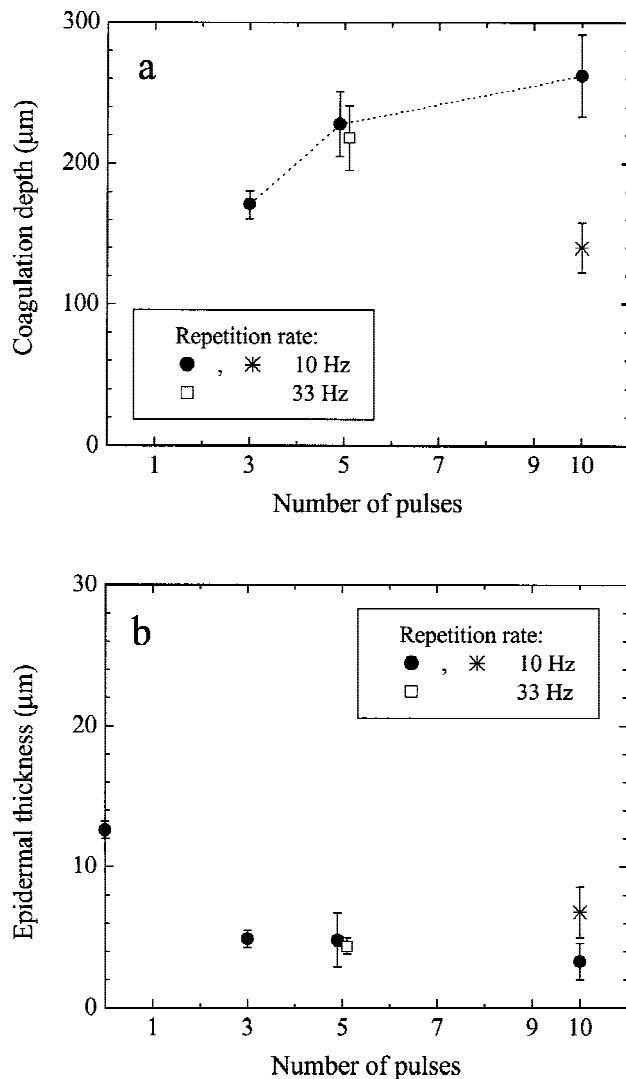 300
a
200
100
0
Coagulation depth (μm)
Repetition rate:
, 10 Hz
33 Hz
1 3 5 7 9 10
Number of pulses
30
b
20
10
0
Epidermal thickness (μm)
Repetition rate:
, 10 Hz
33 Hz
1 3 5 7 9 10
Number of pulses